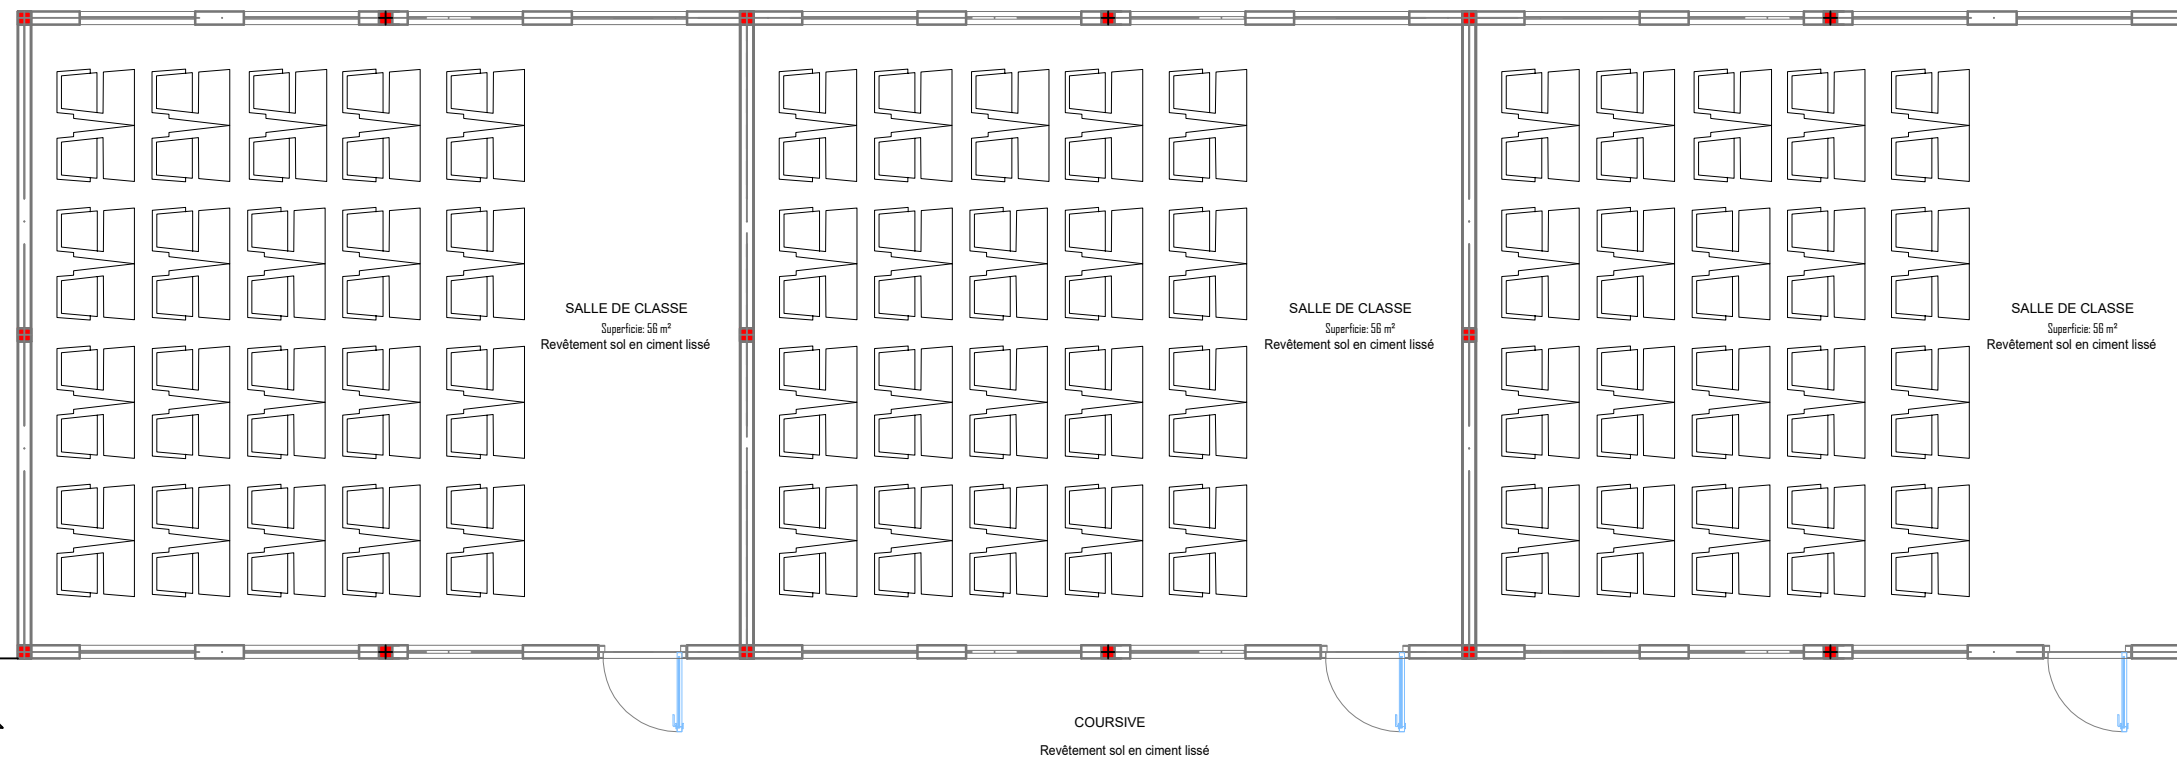 SALLE DE CLASSE
Superficie: 56 m²
Revêtement sol en ciment lissé
SALLE DE CLASSE
Superficie: 56 m²
Revêtement sol en ciment lissé
SALLE DE CLASSE
Superficie: 56 m²
Revêtement sol en ciment lissé
COURSIVE
Revêtement sol en ciment lissé